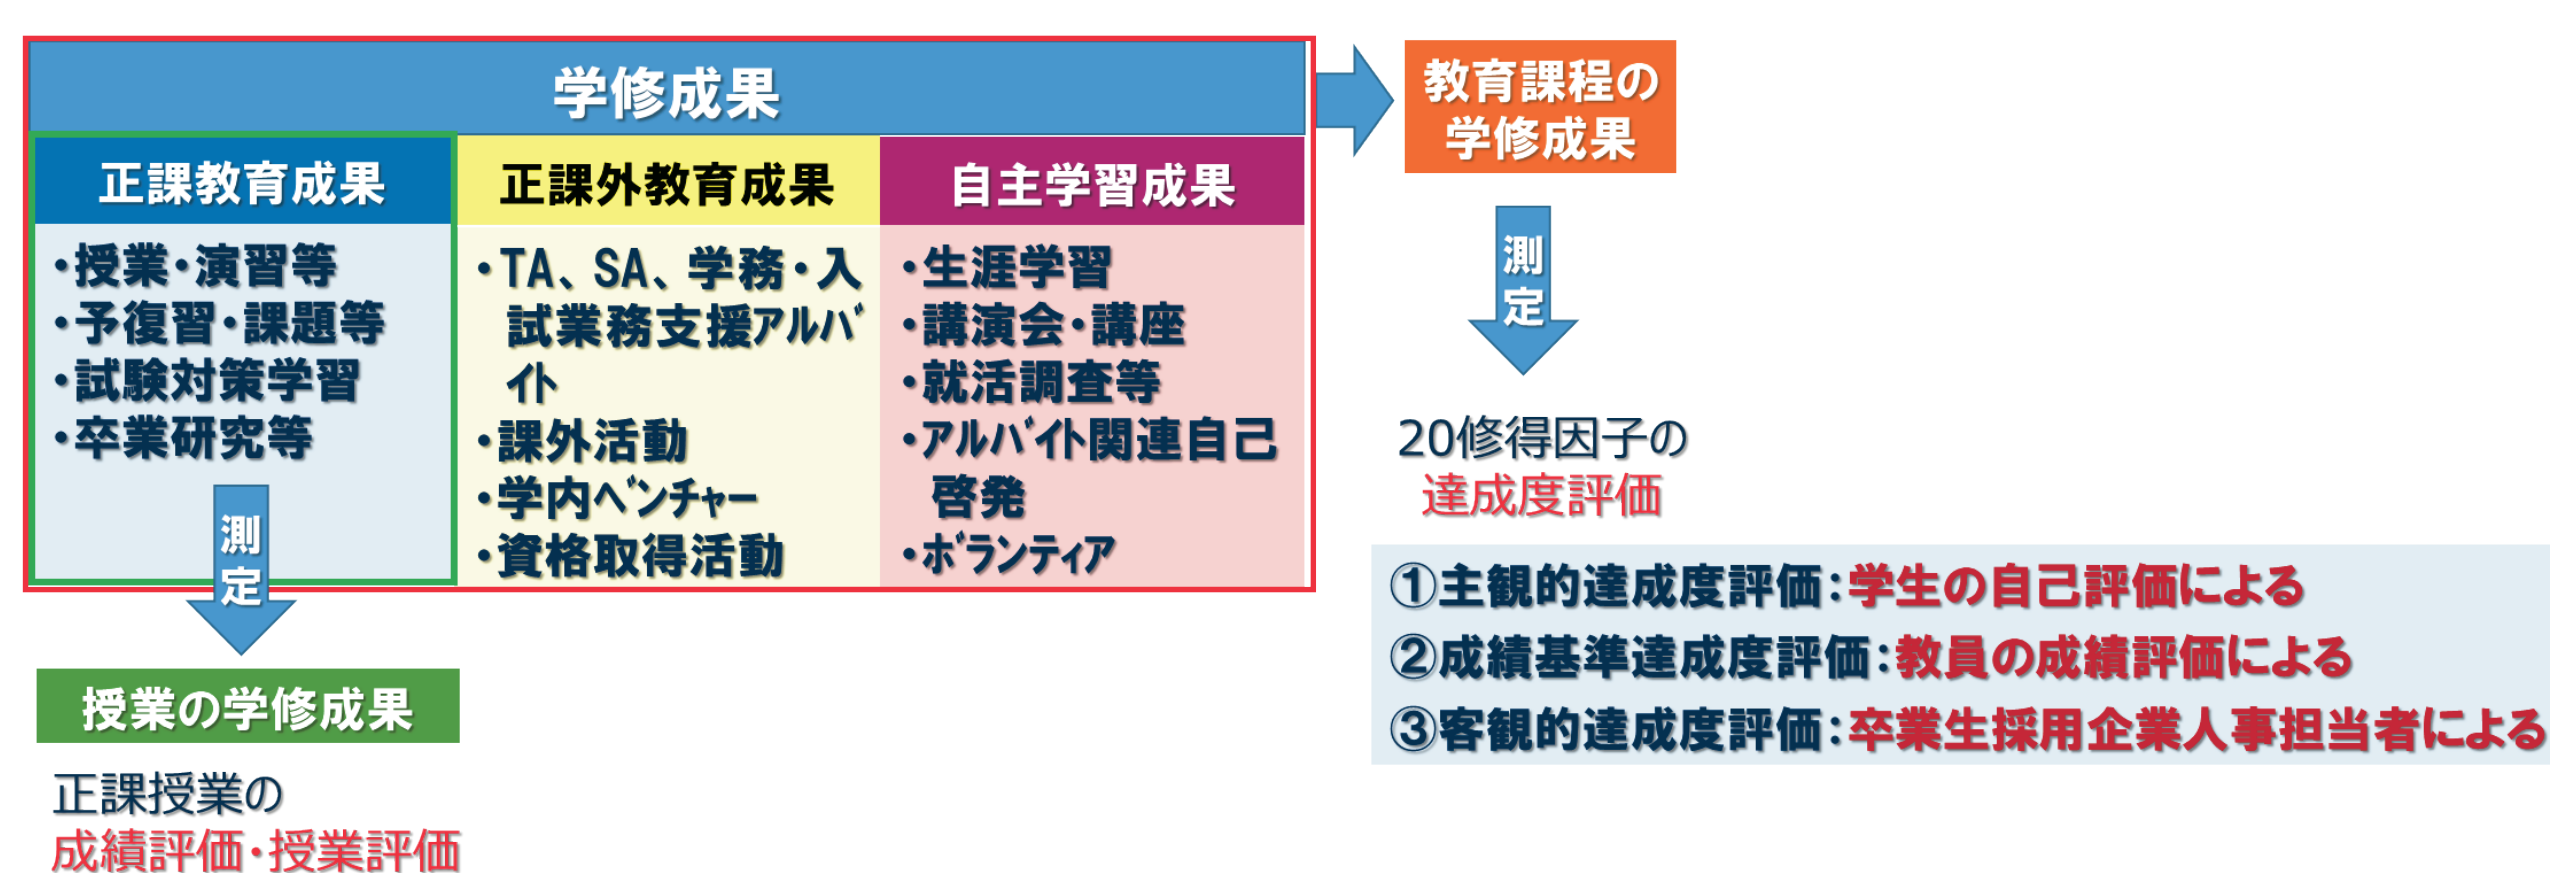 学修成果
正課教育成果
・授業・演習等
・予復習・課題等
・試験対策学習
・卒業研究等
測
定
授業の学修成果
正課授業の
成績評価・授業評価
正課外教育成果
・TA、SA、学務・入
試業務支援ｱﾙﾊﾞ
ｲﾄ
・課外活動
・学内ﾍﾞﾝﾁｬｰ
・資格取得活動
自主学習成果
・生涯学習
・講演会・講座
・就活調査等
・ｱﾙﾊﾞｲﾄ関連自己
啓発
・ﾎﾞﾗﾝﾃｨｱ
教育課程の
学修成果
測
定
20修得因子の
達成度評価
①主観的達成度評価：学生の自己評価による
②成績基準達成度評価：教員の成績評価による
③客観的達成度評価：卒業生採用企業人事担当者による